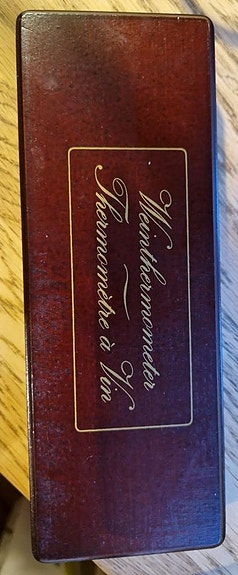 Weinthermometer
~
Thermomètre à Vin